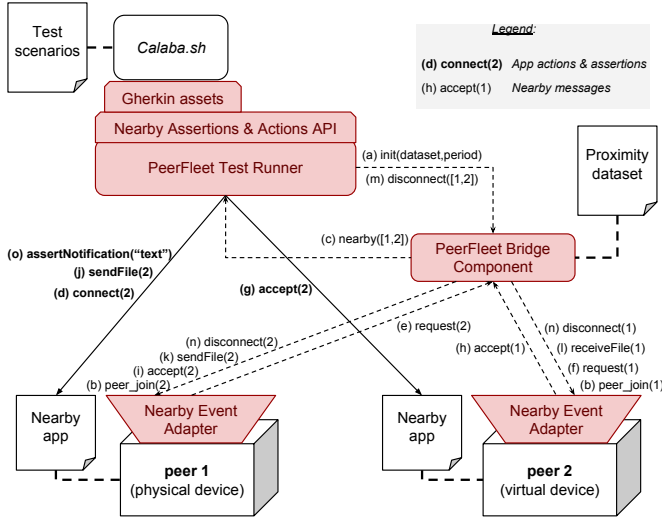 Test
scenarios
Calaba.sh
Legend:
(d) connect(2) App actions & assertions
(h) accept(1) Nearby messages
Gherkin assets
Nearby Assertions & Actions API
PeerFleet Test Runner
(a) init(dataset,period)
(m) disconnect([1,2])
Proximity
dataset
(c) nearby([1,2])
PeerFleet Bridge
Component
(o) assertNotification(“text”)
(j) sendFile(2)
(d) connect(2)
(g) accept(2)
(e) request(2)
(n) disconnect(2)
(k) sendFile(2)
(i) accept(2)
(b) peer_join(2)
(h) accept(1)
(n) disconnect(1)
(l) receiveFile(1)
(f) request(1)
(b) peer_join(1)
Nearby
app
Nearby Event
Adapter
peer 1
(physical device)
Nearby
app
Nearby Event
Adapter
peer 2
(virtual device)